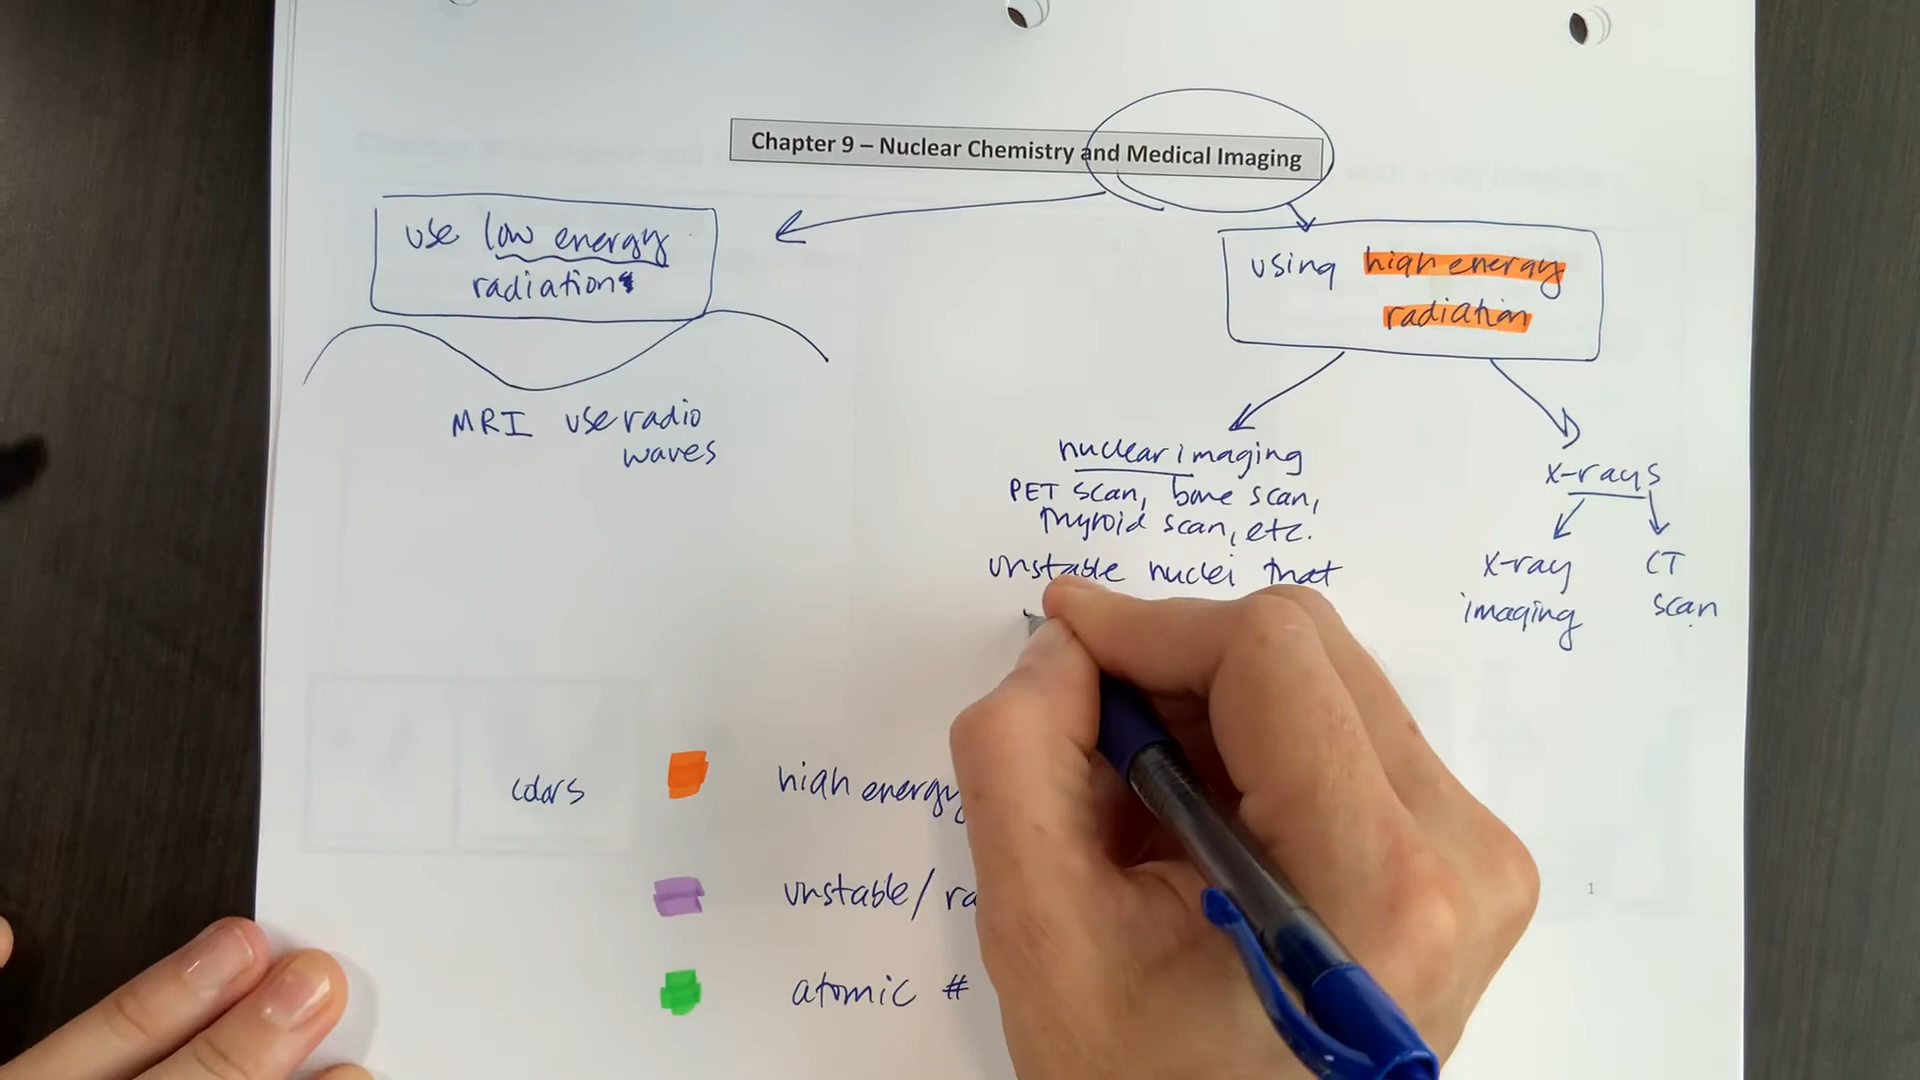 Chapter 9 – Nuclear Chemistry and Medical Imaging
use low energy
radiation
using high energy
radiation
MRI use radio
waves
nuclear imaging
PET scan, bone scan,
thyroid scan, etc.
unstable nuclei that
x-rays
x-ray
imaging
CT
scan
colors
high energy
unstable/ ra
atomic #
1